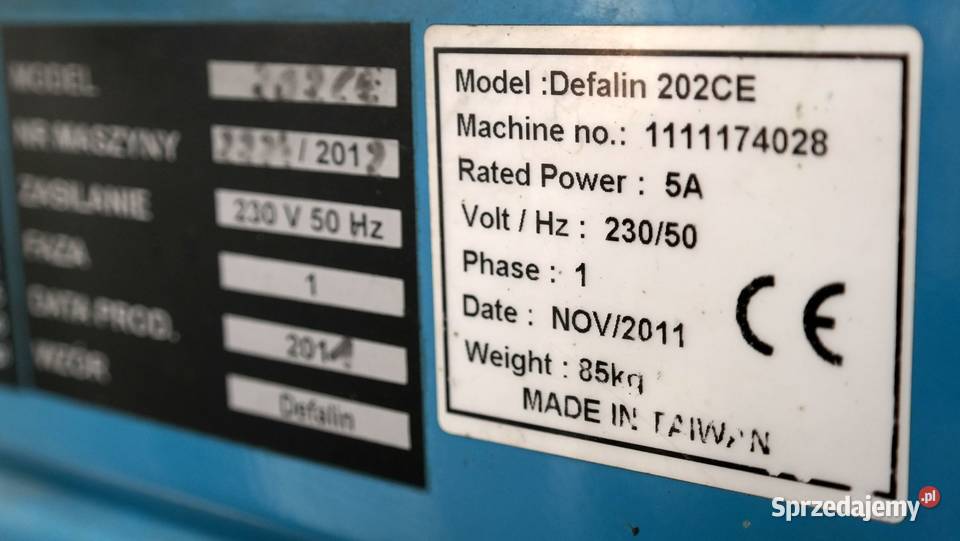 MODEL 202CE
NR MASZYNY / 2012
ZASILANIE 230 V 50 Hz
FAZA 1
DATA PROD.
WZÓR Defalin
Model :Defalin 202CE
Machine no.: 1111174028
Rated Power : 5A
Volt / Hz : 230/50
Phase : 1
Date : NOV/2011
Weight : 85kg
MADE IN TAIWAN
CE
Sprzedajemy.pl